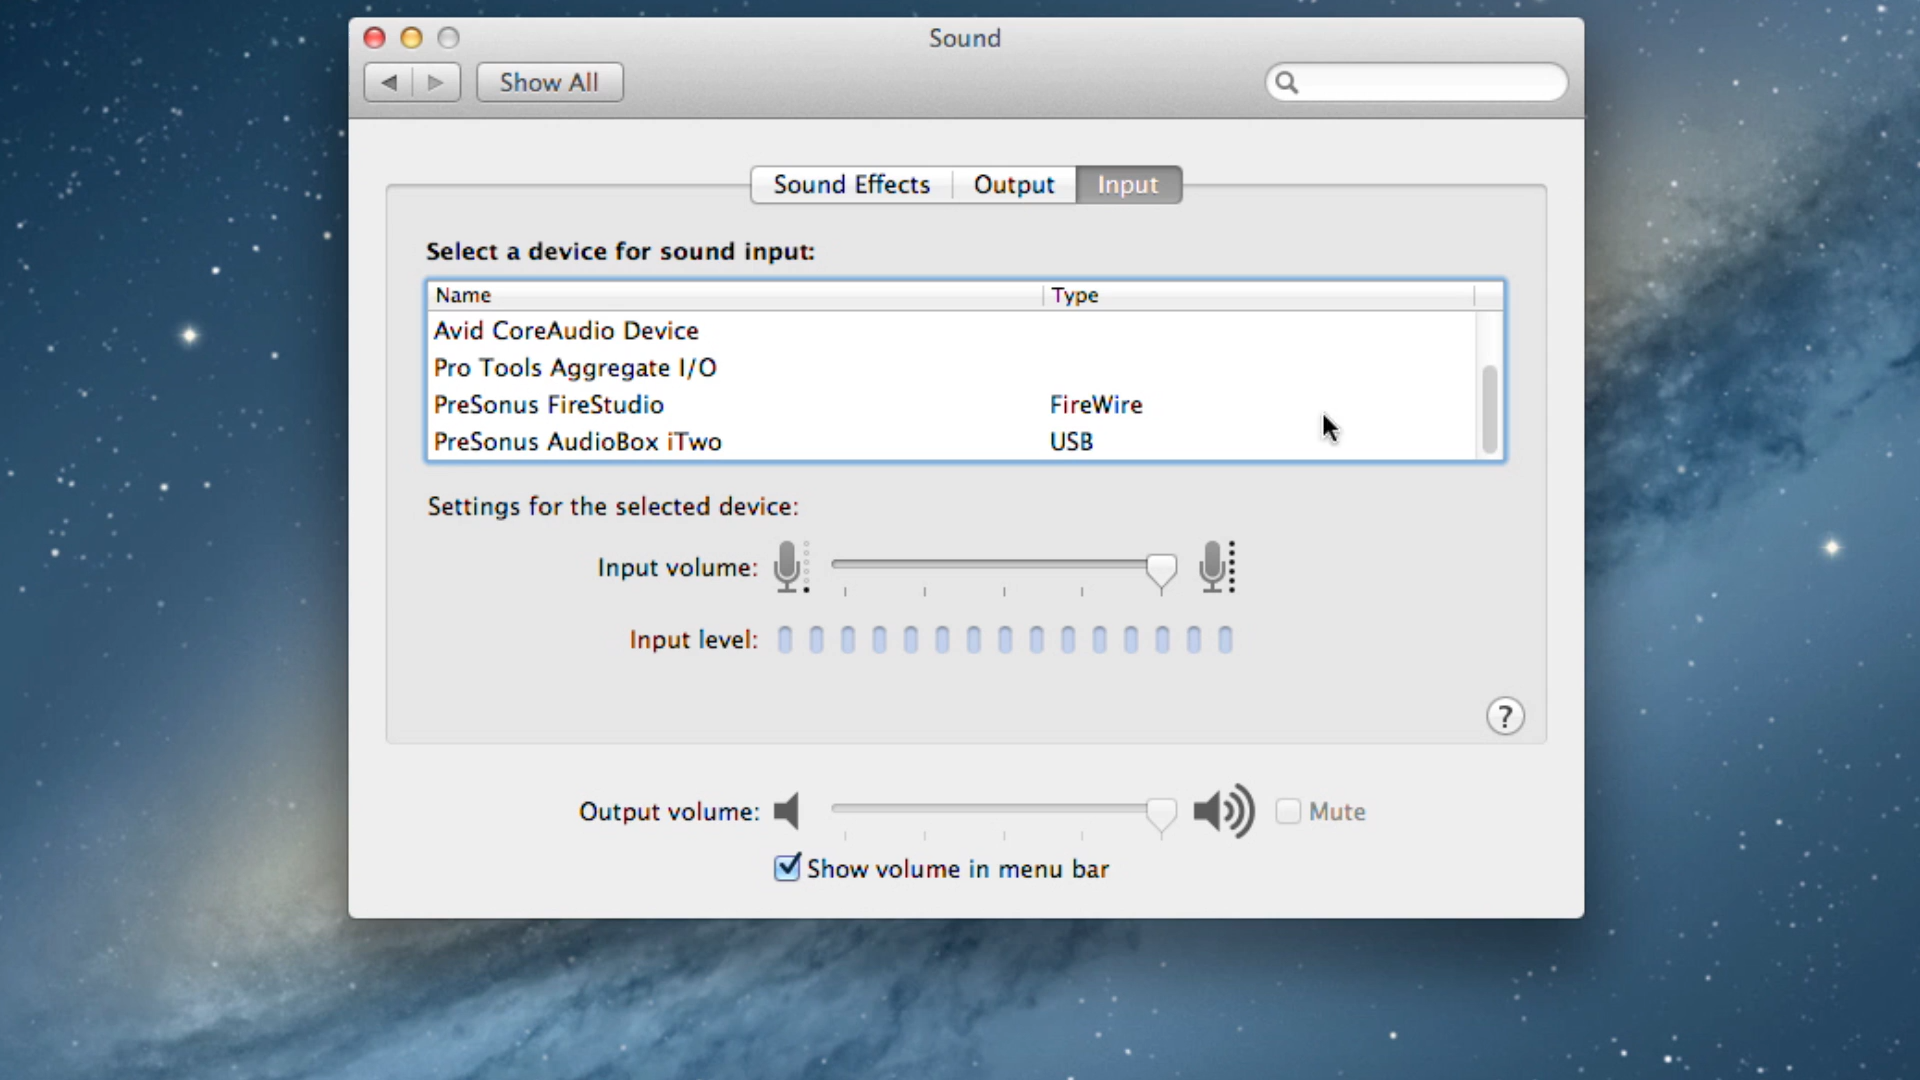 Sound
Show All
Sound Effects Output Input
Select a device for sound input:
Name Type
Avid CoreAudio Device
Pro Tools Aggregate I/O
PreSonus FireStudio FireWire
PreSonus AudioBox iTwo USB
Settings for the selected device:
Input volume:
Input level:
?
Output volume: Mute
Show volume in menu bar